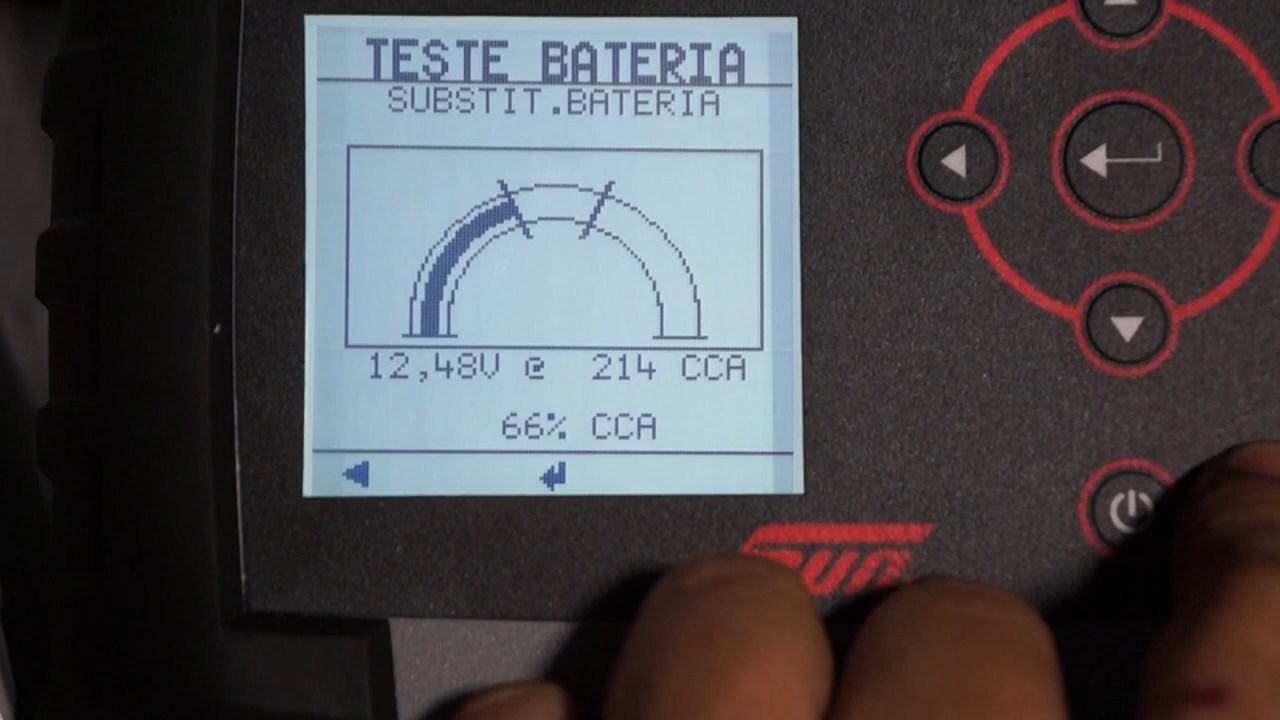 TESTE BATERIA
SUBSTIT.BATERIA
12,48V @ 214 CCA
66% CCA